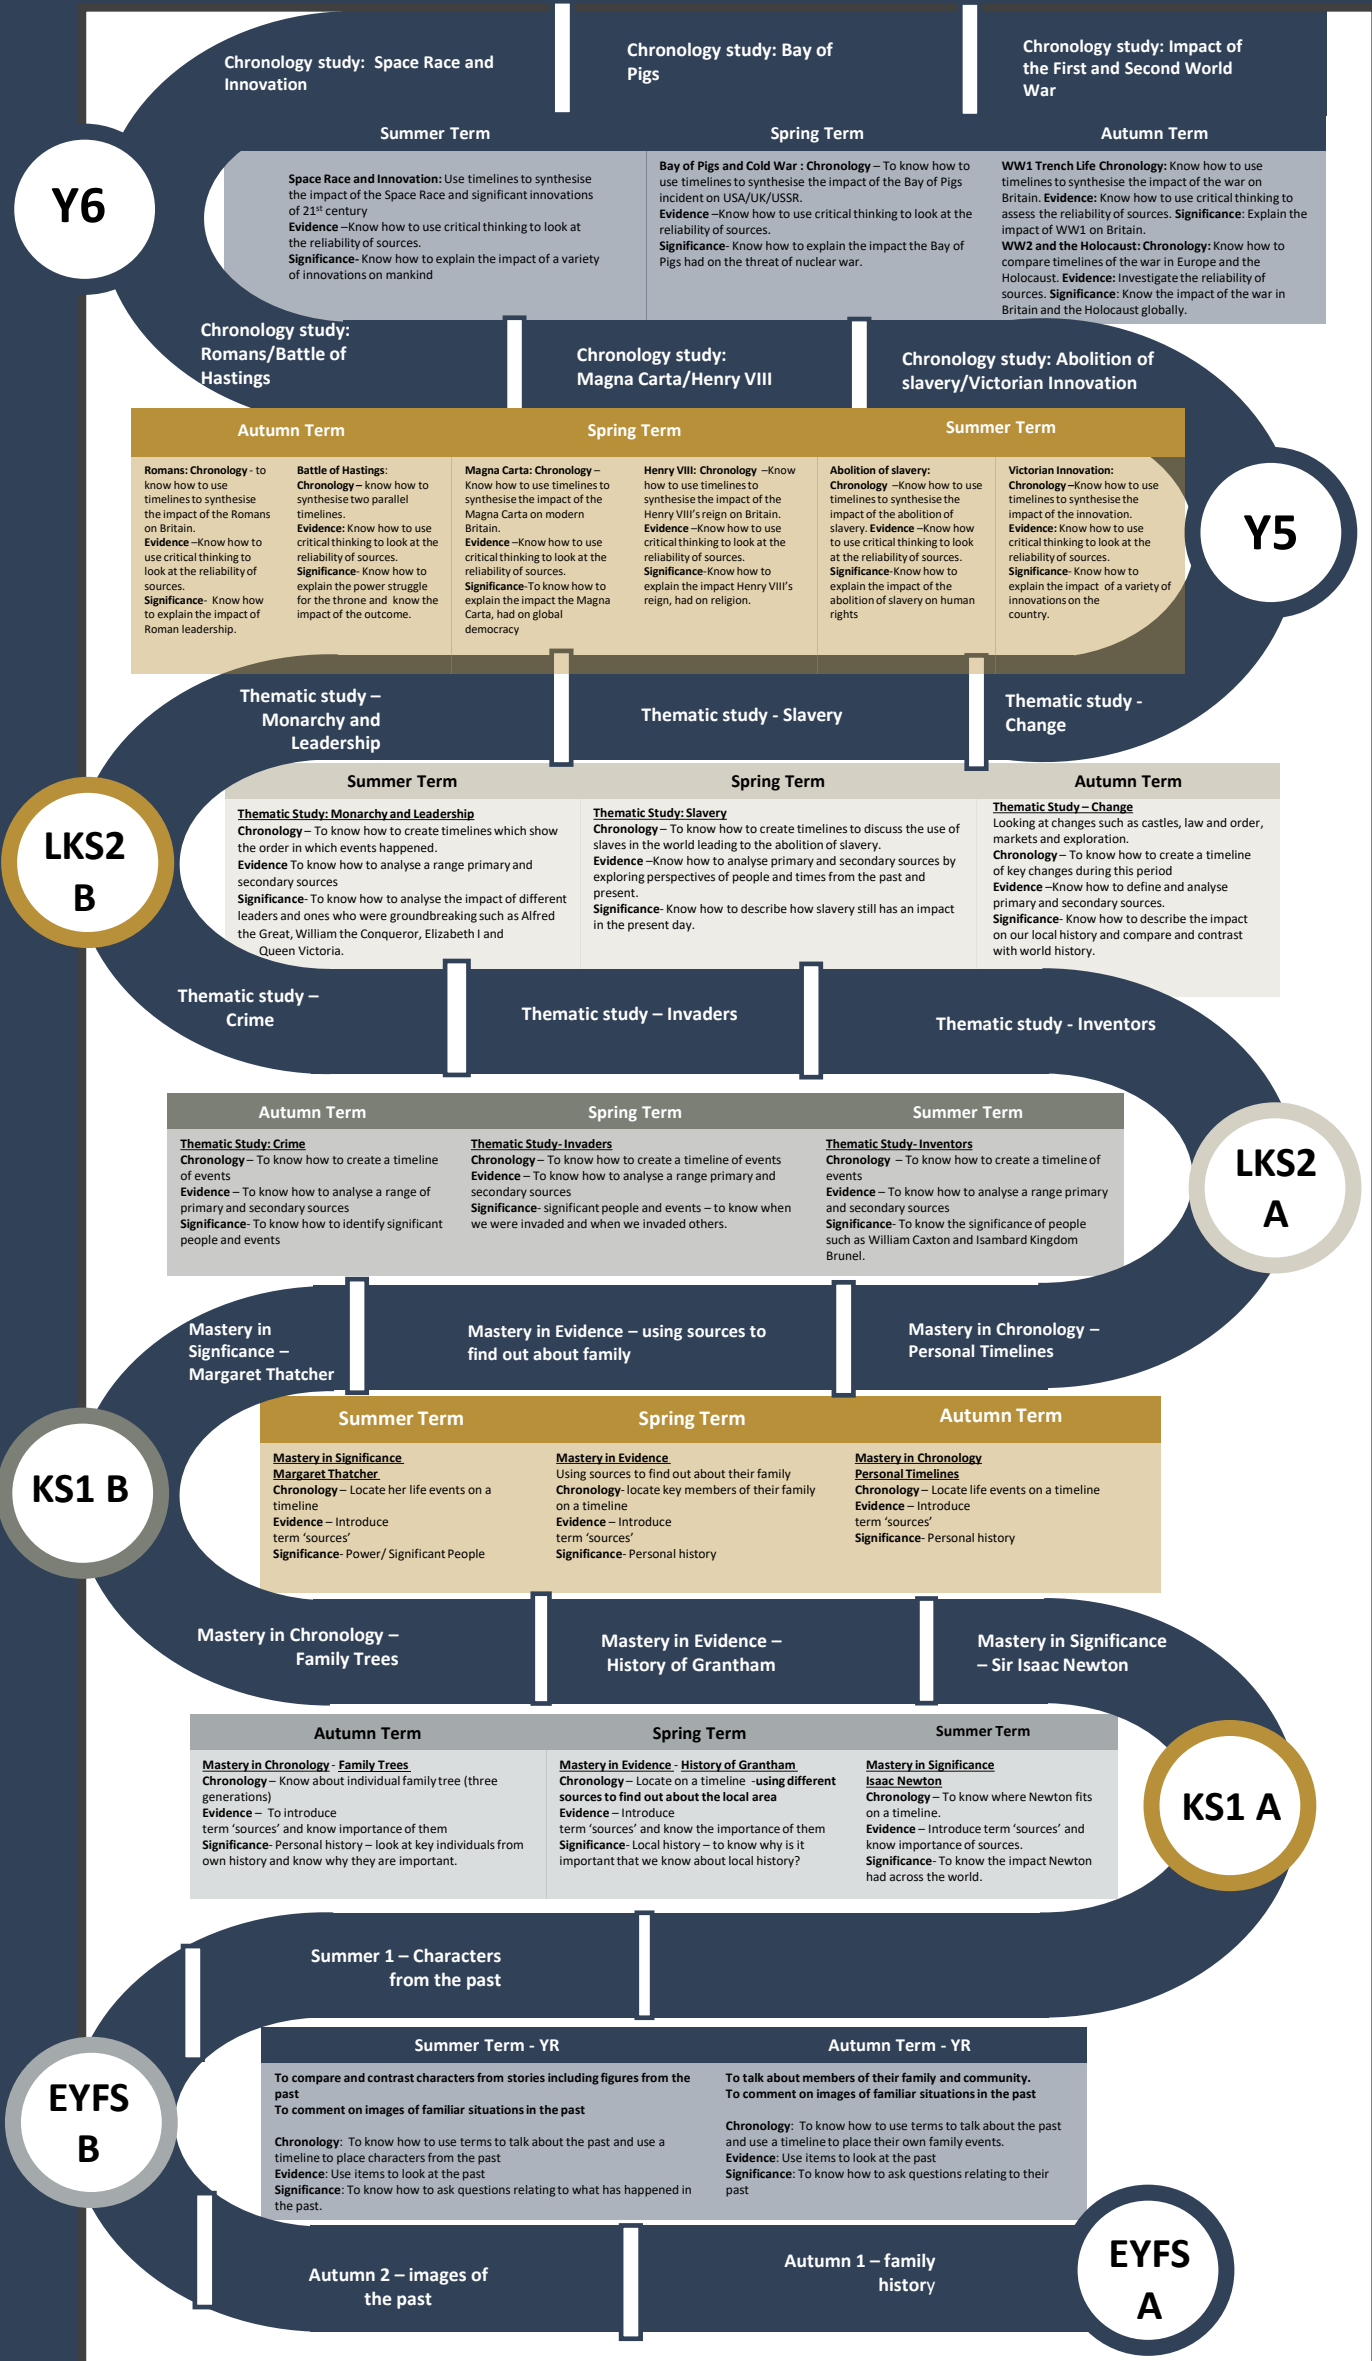 Chronology study:  Space Race and
Innovation
Chronology study: Bay of
Pigs
Chronology study: Impact of
the First and Second World
War
Summer Term
Spring Term
Autumn Term
Y6
Space Race and Innovation: Use timelines to synthesise
the impact of the Space Race and significant innovations
of 21st century
Evidence –Know how to use critical thinking to look at
the reliability of sources.
Significance- Know how to explain the impact of a variety
of innovations on mankind
Bay of Pigs and Cold War : Chronology – To know how to
use timelines to synthesise the impact of the Bay of Pigs
incident on USA/UK/USSR.
Evidence –Know how to use critical thinking to look at the
reliability of sources.
Significance- Know how to explain the impact the Bay of
Pigs had on the threat of nuclear war.
WW1 Trench Life Chronology: Know how to use
timelines to synthesise the impact of the war on
Britain. Evidence: Know how to use critical thinking to
assess the reliability of sources. Significance: Explain the
impact of WW1 on Britain.
WW2 and the Holocaust: Chronology: Know how to
compare timelines of the war in Europe and the
Holocaust. Evidence: Investigate the reliability of
sources. Significance: Know the impact of the war in
Britain and the Holocaust globally.
Chronology study:
Romans/Battle of
Hastings
Chronology study:
Magna Carta/Henry VIII
Chronology study: Abolition of
slavery/Victorian Innovation
Autumn Term
Spring Term
Summer Term
Romans: Chronology - to
know how to use
timelines to synthesise
the impact of the Romans
on Britain.
Evidence –Know how to
use critical thinking to
look at the reliability of
sources.
Significance-  Know how
to explain the impact of
Roman leadership.
Battle of Hastings:
Chronology – know how to
synthesise two parallel
timelines.
Evidence: Know how to use
critical thinking to look at the
reliability of sources.
Significance- Know how to
explain the power struggle
for the throne and  know the
impact of the outcome.
Magna Carta: Chronology –
Know how to use timelines to
synthesise the impact of the
Magna Carta on modern
Britain.
Evidence –Know how to use
critical thinking to look at the
reliability of sources.
Significance-To know how to
explain the impact the Magna
Carta, had on global
democracy
Henry VIII: Chronology  –Know
how to use timelines to
synthesise the impact of the
Henry VIII's reign on Britain.
Evidence –Know how to use
critical thinking to look at the
reliability of sources.
Significance-Know how to
explain the impact Henry VIII's
reign, had on religion.
Abolition of slavery:
Chronology  –Know how to use
timelines to synthesise the
impact of the abolition of
slavery. Evidence –Know how
to use critical thinking to look
at the reliability of sources.
Significance-Know how to
explain the impact of the
abolition of slavery on human
rights
Victorian Innovation:
Chronology –Know how to use
timelines to synthesise the
impact of the innovation.
Evidence: Know how to use
critical thinking to look at the
reliability of sources.
Significance- Know how to
explain the impact  of a variety of
innovations on the
country.
Y5
Thematic study –
Monarchy and
Leadership
Thematic study - Slavery
Thematic study -
Change
Summer Term
Spring Term
Autumn Term
LKS2
B
Thematic Study: Monarchy and Leadership
Chronology – To know how to create timelines which show
the order in which events happened.
Evidence To know how to analyse a range primary and
secondary sources
Significance- To know how to analyse the impact of different
leaders and ones who were groundbreaking such as Alfred
the Great, William the Conqueror, Elizabeth I and
Queen Victoria.
Thematic Study: Slavery
Chronology – To know how to create timelines to discuss the use of
slaves in the world leading to the abolition of slavery.
Evidence –Know how to analyse primary and secondary sources by
exploring perspectives of people and times from the past and
present.
Significance- Know how to describe how slavery still has an impact
in the present day.
Thematic Study – Change
Looking at changes such as castles, law and order,
markets and exploration.
Chronology – To know how to create a timeline
of key changes during this period
Evidence –Know how to define and analyse
primary and secondary sources.
Significance- Know how to describe the impact
on our local history and compare and contrast
with world history.
Thematic study –
Crime
Thematic study – Invaders
Thematic study - Inventors
Autumn Term
Spring Term
Summer Term
Thematic Study: Crime
Chronology – To know how to create a timeline
of events
Evidence – To know how to analyse a range of
primary and secondary sources
Significance- To know how to identify significant
people and events
Thematic Study- Invaders
Chronology – To know how to create a timeline of events
Evidence – To know how to analyse a range primary and
secondary sources
Significance- significant people and events – to know when
we were invaded and when we invaded others.
Thematic Study- Inventors
Chronology  – To know how to create a timeline of
events
Evidence – To know how to analyse a range primary
and secondary sources
Significance- To know the significance of people
such as William Caxton and Isambard Kingdom
Brunel.
LKS2
A
Mastery in
Signficance –
Margaret Thatcher
Mastery in Evidence – using sources to
find out about family
Mastery in Chronology –
Personal Timelines
Summer Term
Spring Term
Autumn Term
KS1 B
Mastery in Significance
Margaret Thatcher
Chronology – Locate her life events on a
timeline
Evidence – Introduce
term ‘sources’
Significance- Power/ Significant People
Mastery in Evidence
Using sources to find out about their family
Chronology- locate key members of their family
on a timeline
Evidence – Introduce
term ‘sources’
Significance- Personal history
Mastery in Chronology
Personal Timelines
Chronology – Locate life events on a timeline
Evidence – Introduce
term ‘sources’
Significance- Personal history
Mastery in Chronology –
Family Trees
Mastery in Evidence –
History of Grantham
Mastery in Significance
– Sir Isaac Newton
Autumn Term
Spring Term
Summer Term
Mastery in Chronology - Family Trees
Chronology – Know about individual family tree (three
generations)
Evidence –  To introduce
term ‘sources’ and know importance of them
Significance- Personal history – look at key individuals from
own history and know why they are important.
Mastery in Evidence - History of Grantham
Chronology – Locate on a timeline  -using different
sources to find out about the local area
Evidence – Introduce
term ‘sources’ and know the importance of them
Significance- Local history – to know why is it
important that we know about local history?
Mastery in Significance
Isaac Newton
Chronology – To know where Newton fits
on a timeline.
Evidence – Introduce term ‘sources’ and
know importance of sources.
Significance- To know the impact Newton
had across the world.
KS1 A
Summer 1 – Characters
from the past
Summer Term - YR
Autumn Term - YR
EYFS
B
To compare and contrast characters from stories including figures from the
past
To comment on images of familiar situations in the past
Chronology:  To know how to use terms to talk about the past and use a
timeline to place characters from the past
Evidence: Use items to look at the past
Significance: To know how to ask questions relating to what has happened in
the past.
To talk about members of their family and community.
To comment on images of familiar situations in the past
Chronology:  To know how to use terms to talk about the past
and use a timeline to place their own family events.
Evidence: Use items to look at the past
Significance: To know how to ask questions relating to their
past
Autumn 2 – images of
the past
Autumn 1 – family
history
EYFS
A